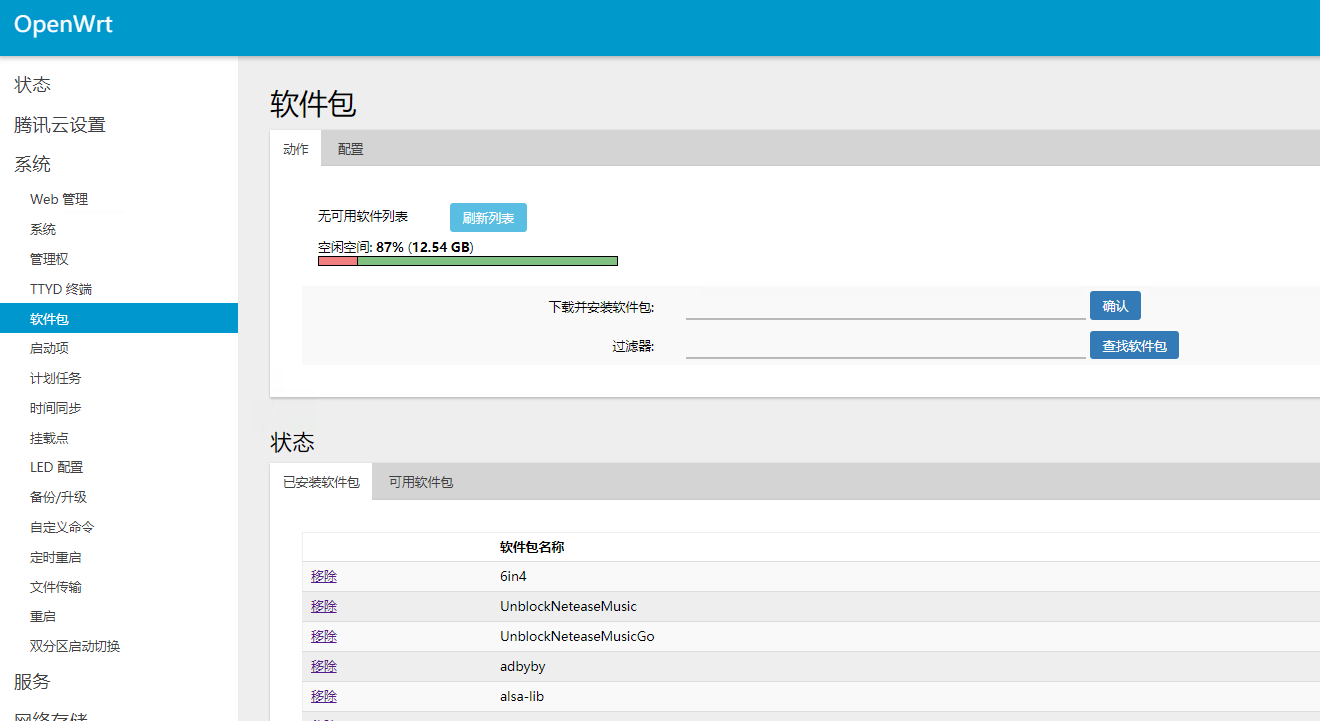 OpenWrt
状态
腾讯云设置
系统
Web 管理
系统
管理权
TTYD 终端
软件包
启动项
计划任务
时间同步
挂载点
LED 配置
备份/升级
自定义命令
定时重启
文件传输
重启
双分区启动切换
服务
网络存储
软件包
动作 配置
无可用软件列表 刷新列表
空闲空间: 87% (12.54 GB)
下载并安装软件包: 确认
过滤器: 查找软件包
状态
已安装软件包 可用软件包
软件包名称
移除 6in4
移除 UnblockNeteaseMusic
移除 UnblockNeteaseMusicGo
移除 adbyby
移除 alsa-lib